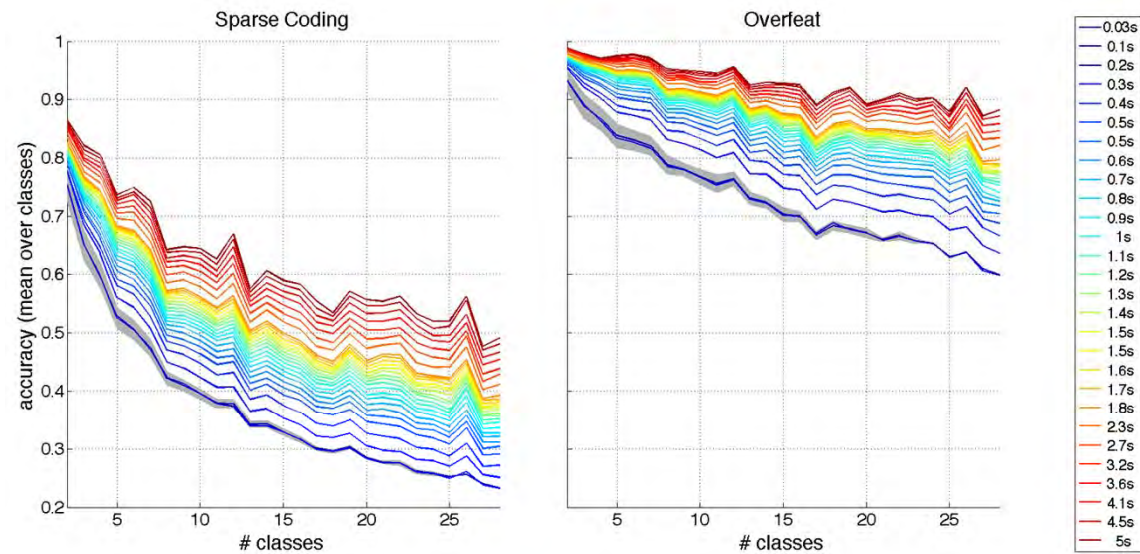 Sparse Coding
Overfeat
accuracy (mean over classes)
1
0.9
0.8
0.7
0.6
0.5
0.4
0.3
0.2
5
10
15
20
25
# classes
5
10
15
20
25
# classes
0.03s
0.1s
0.2s
0.3s
0.4s
0.5s
0.5s
0.6s
0.7s
0.8s
0.9s
1s
1.1s
1.2s
1.3s
1.4s
1.5s
1.5s
1.6s
1.7s
1.8s
2.3s
2.7s
3.2s
3.6s
4.1s
4.5s
5s